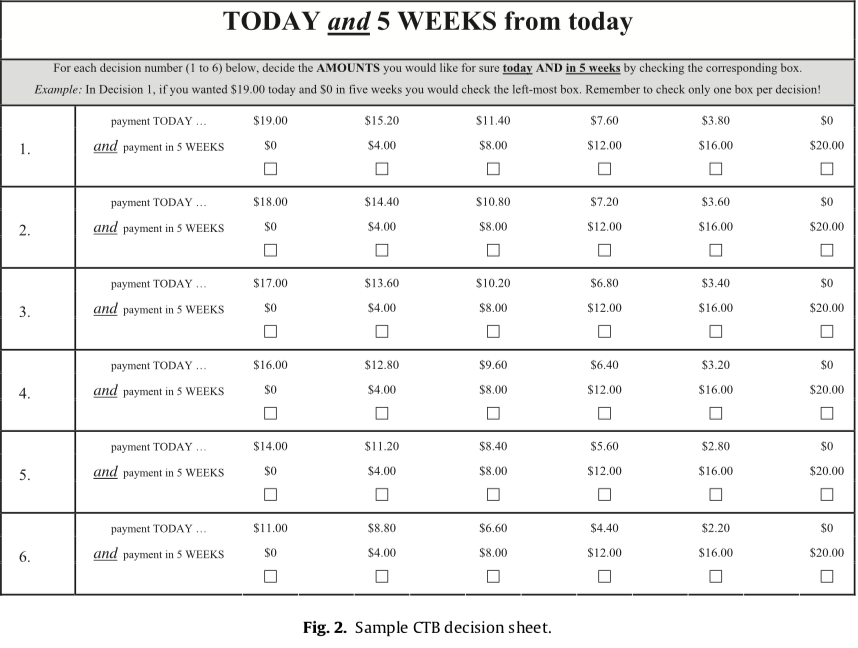 TODAY and 5 WEEKS from today
For each decision number (1 to 6) below, decide the AMOUNTS you would like for sure today AND in 5 weeks by checking the corresponding box.
Example: In Decision 1, if you wanted $19.00 today and $0 in five weeks you would check the left-most box. Remember to check only one box per decision!
payment TODAY … $19.00 $15.20 $11.40 $7.60 $3.80 $0
1. and payment in 5 WEEKS $0 $4.00 $8.00 $12.00 $16.00 $20.00
payment TODAY … $18.00 $14.40 $10.80 $7.20 $3.60 $0
2. and payment in 5 WEEKS $0 $4.00 $8.00 $12.00 $16.00 $20.00
payment TODAY … $17.00 $13.60 $10.20 $6.80 $3.40 $0
3. and payment in 5 WEEKS $0 $4.00 $8.00 $12.00 $16.00 $20.00
payment TODAY … $16.00 $12.80 $9.60 $6.40 $3.20 $0
4. and payment in 5 WEEKS $0 $4.00 $8.00 $12.00 $16.00 $20.00
payment TODAY … $14.00 $11.20 $8.40 $5.60 $2.80 $0
5. and payment in 5 WEEKS $0 $4.00 $8.00 $12.00 $16.00 $20.00
payment TODAY … $11.00 $8.80 $6.60 $4.40 $2.20 $0
6. and payment in 5 WEEKS $0 $4.00 $8.00 $12.00 $16.00 $20.00
Fig. 2. Sample CTB decision sheet.